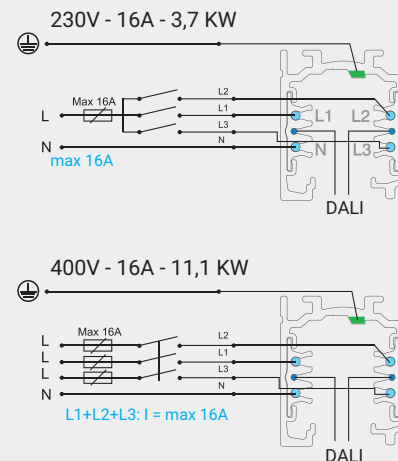 230V - 16A - 3,7 KW
Max 16A
L2
L1
L3
N
L
N
max 16A
L1 L2
N L3
DALI
400V - 16A - 11,1 KW
Max 16A
L2
L1
L3
N
L
L
L
N
L1+L2+L3: I = max 16A
DALI